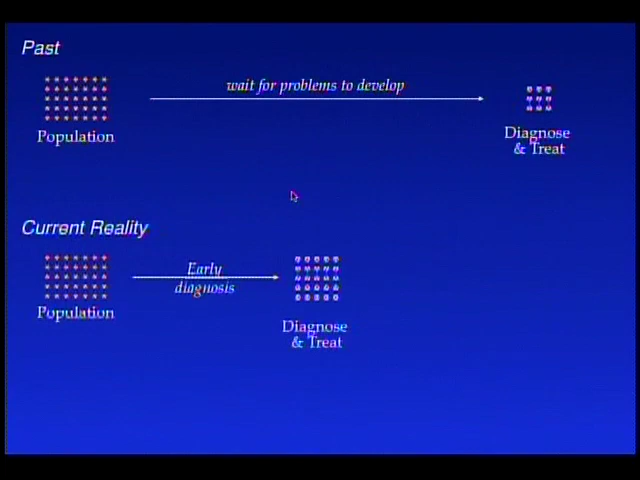 Past
wait for problems to develop
Population
Diagnose
& Treat
Current Reality
Early
diagnosis
Population
Diagnose
& Treat